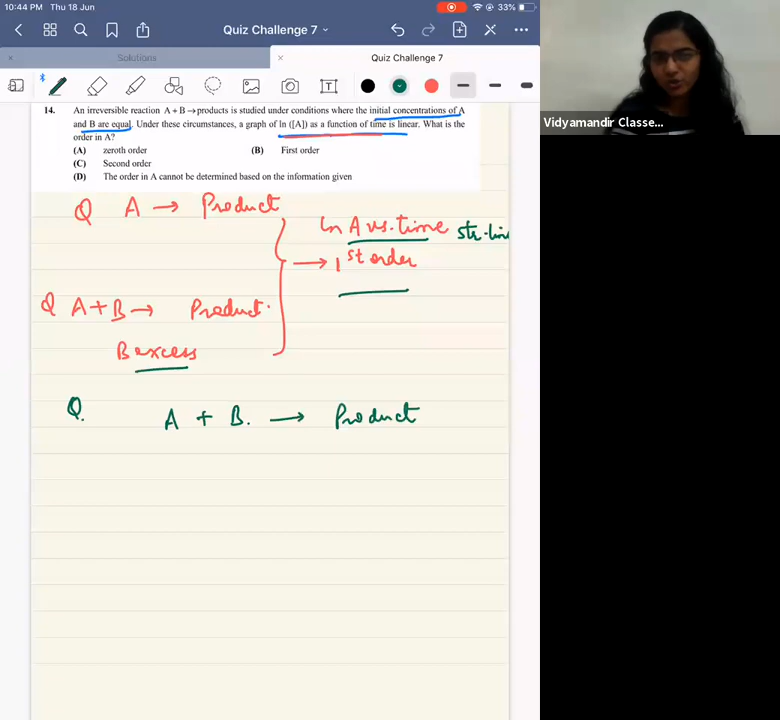 10:44 PM Thu 18 Jun
33%
Quiz Challenge 7
Solutions
Quiz Challenge 7
14. An irreversible reaction A + B → products is studied under conditions where the initial concentrations of A
and B are equal. Under these circumstances, a graph of ln ([A]) as a function of time is linear. What is the
order in A?
(A) zeroth order (B) First order
(C) Second order
(D) The order in A cannot be determined based on the information given
Q A → Product
ln A vs. time str-line
→ 1st order
Q A + B → Product.
B excess
Q. A + B. → Product
Vidyamandir Classe...